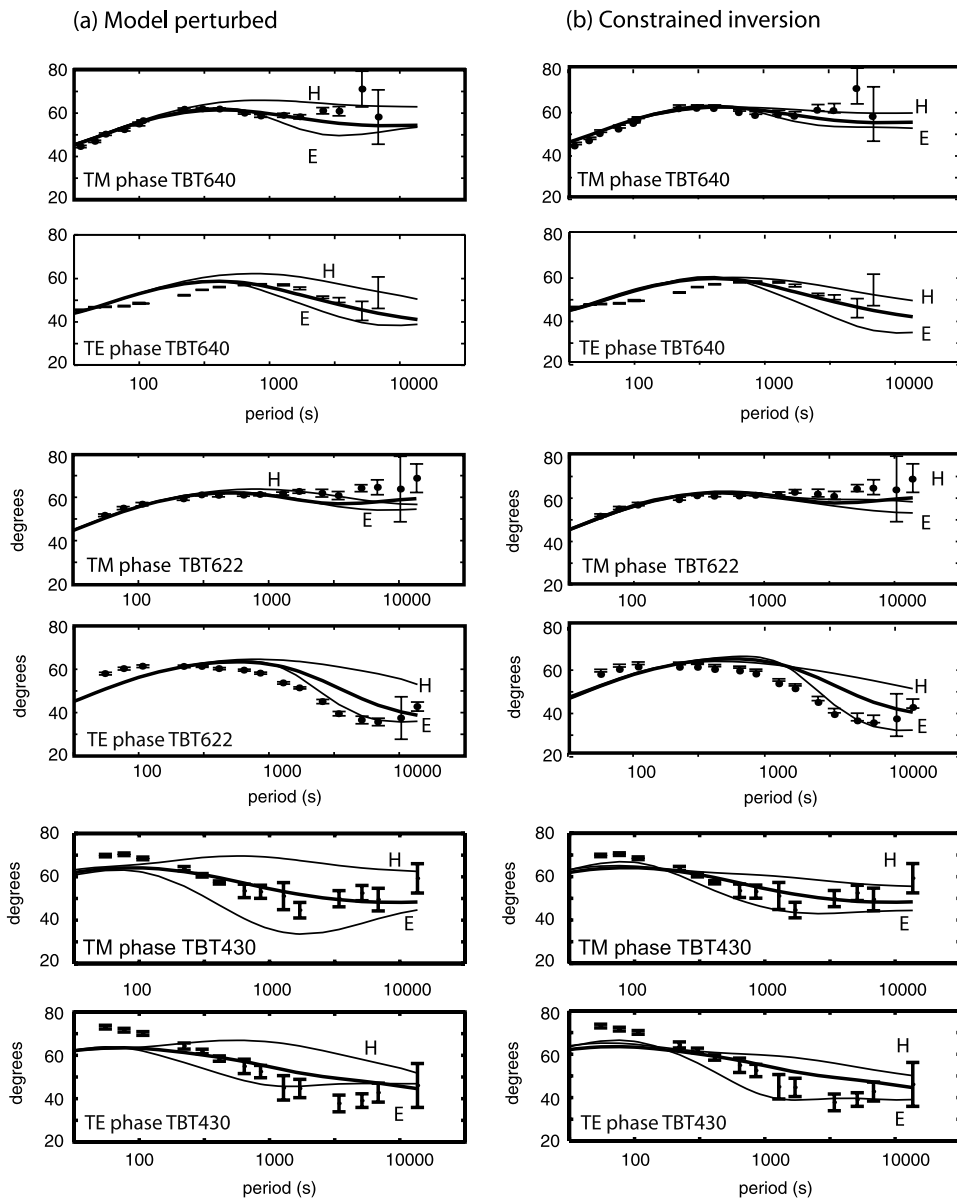 (a) Model perturbed
(b) Constrained inversion
80
60
40
20
H
E
TM phase TBT640
80
60
40
20
H
E
TM phase TBT640
80
60
40
20
H
E
TE phase TBT640
100
1000
10000
period (s)
80
60
40
20
H
E
TE phase TBT640
100
1000
10000
period (s)
degrees
80
60
40
20
H
E
TM phase TBT622
100
1000
10000
degrees
80
60
40
20
H
E
TM phase TBT622
100
1000
10000
degrees
80
60
40
20
H
E
TE phase TBT622
100
1000
10000
period (s)
degrees
80
60
40
20
H
E
TE phase TBT622
100
1000
10000
period (s)
degrees
80
60
40
20
H
E
TM phase TBT430
100
1000
10000
degrees
80
60
40
20
H
E
TM phase TBT430
100
1000
10000
degrees
80
60
40
20
H
E
TE phase TBT430
100
1000
10000
period (s)
degrees
80
60
40
20
H
E
TE phase TBT430
100
1000
10000
period (s)